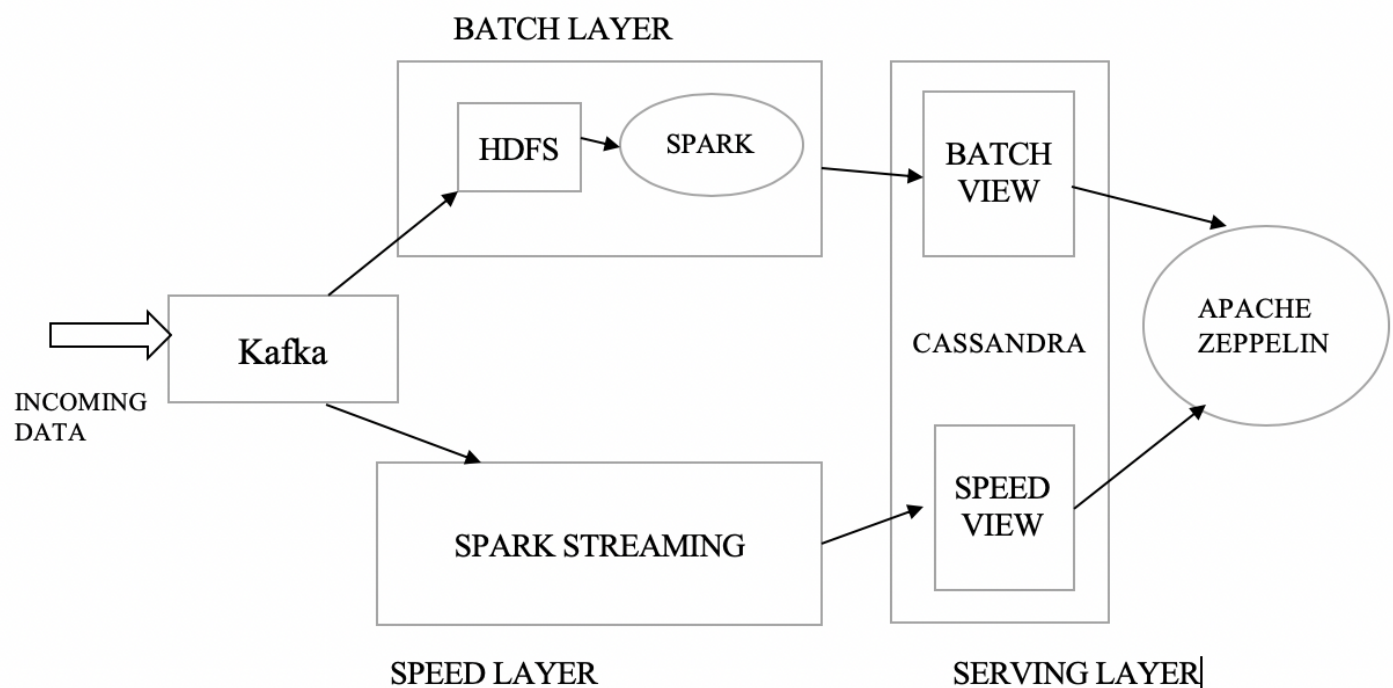 BATCH LAYER
HDFS
SPARK
BATCH
VIEW
Kafka
INCOMING
DATA
CASSANDRA
APACHE
ZEPPELIN
SPARK STREAMING
SPEED
VIEW
SPEED LAYER
SERVING LAYER